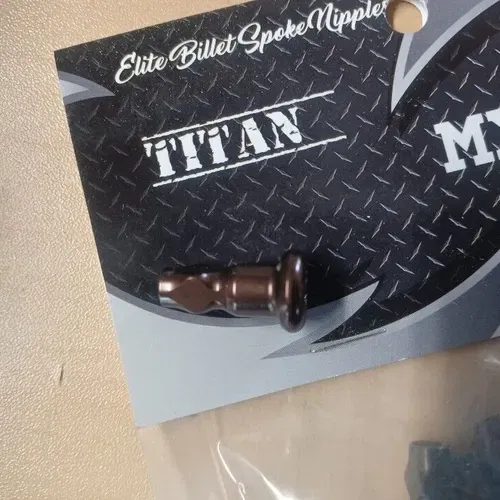 Elite Billet Spoke Nipples
TITAN